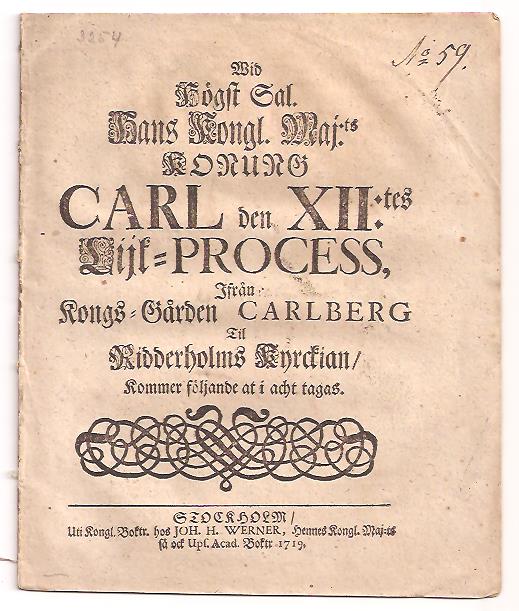 3254
No 59.
Wid
Högst Sal.
Hans Kongl. Maj:ts
KONUNG
CARL den XII:tes
Lijk-PROCESS,
Ifrån
Kongs-Gården CARLBERG
Til
Ridderholms Kyrckian/
Kommer följande at i acht tagas.
STOCKHOLM/
Uti Kongl. Boktr. hos JOH. H. WERNER, Hennes Kongl. Maj:ts
så ock Ups. Acad. Boktr 1719.